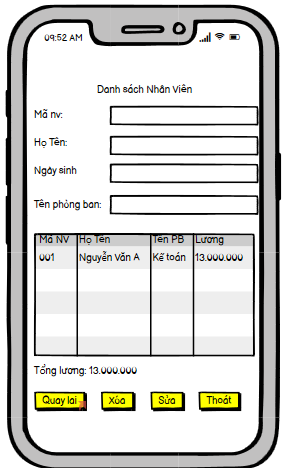 09:52 AM
Danh sách Nhân Viên
Mã nv:
Họ Tên:
Ngáy sinh
Tên phòng ban:
Mã NV Họ Tên Tên PB Lương
001 Nguyễn Văn A Kế toán 13.000.000
Tổng lương: 13.000.000
Quay lại Xóa Sửa Thoát